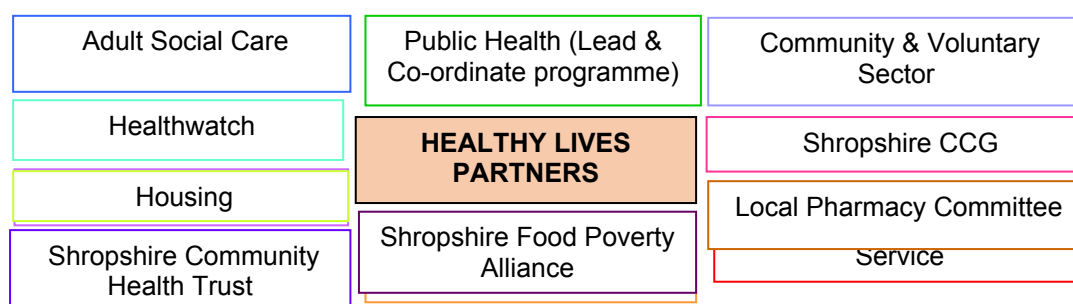 Adult Social Care
Public Health (Lead &
Co-ordinate programme)
Community & Voluntary
Sector
Healthwatch
HEALTHY LIVES
PARTNERS
Shropshire CCG
Housing
Local Pharmacy Committee
Shropshire Community
Health Trust
Shropshire Food Poverty
Alliance
Service